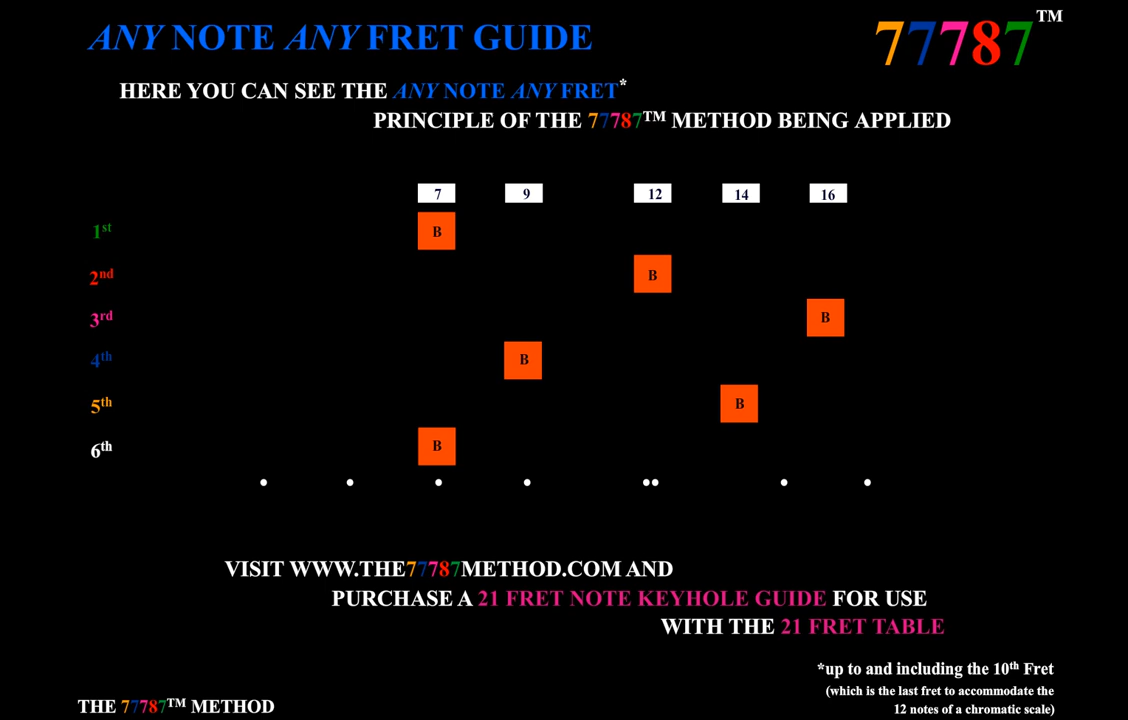 ANY NOTE ANY FRET GUIDE
77787™
HERE YOU CAN SEE THE ANY NOTE ANY FRET*
PRINCIPLE OF THE 77787™ METHOD BEING APPLIED
7 9 12 14 16
1st B
2nd B
3rd B
4th B
5th B
6th B
VISIT WWW.THE77787METHOD.COM AND
PURCHASE A 21 FRET NOTE KEYHOLE GUIDE FOR USE
WITH THE 21 FRET TABLE
*up to and including the 10th Fret
(which is the last fret to accommodate the
12 notes of a chromatic scale)
THE 77787™ METHOD